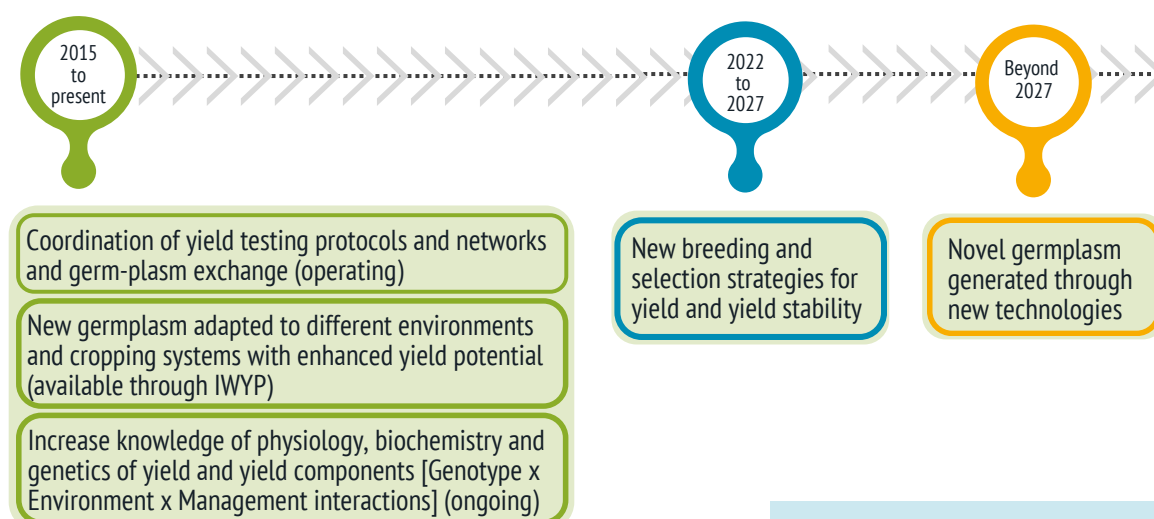 2015
to
present
2022
to
2027
Beyond
2027
Coordination of yield testing protocols and networks
and germ-plasm exchange (operating)
New germplasm adapted to different environments
and cropping systems with enhanced yield potential
(available through IWYP)
Increase knowledge of physiology, biochemistry and
genetics of yield and yield components [Genotype x
Environment x Management interactions] (ongoing)
New breeding and
selection strategies for
yield and yield stability
Novel germplasm
generated through
new technologies